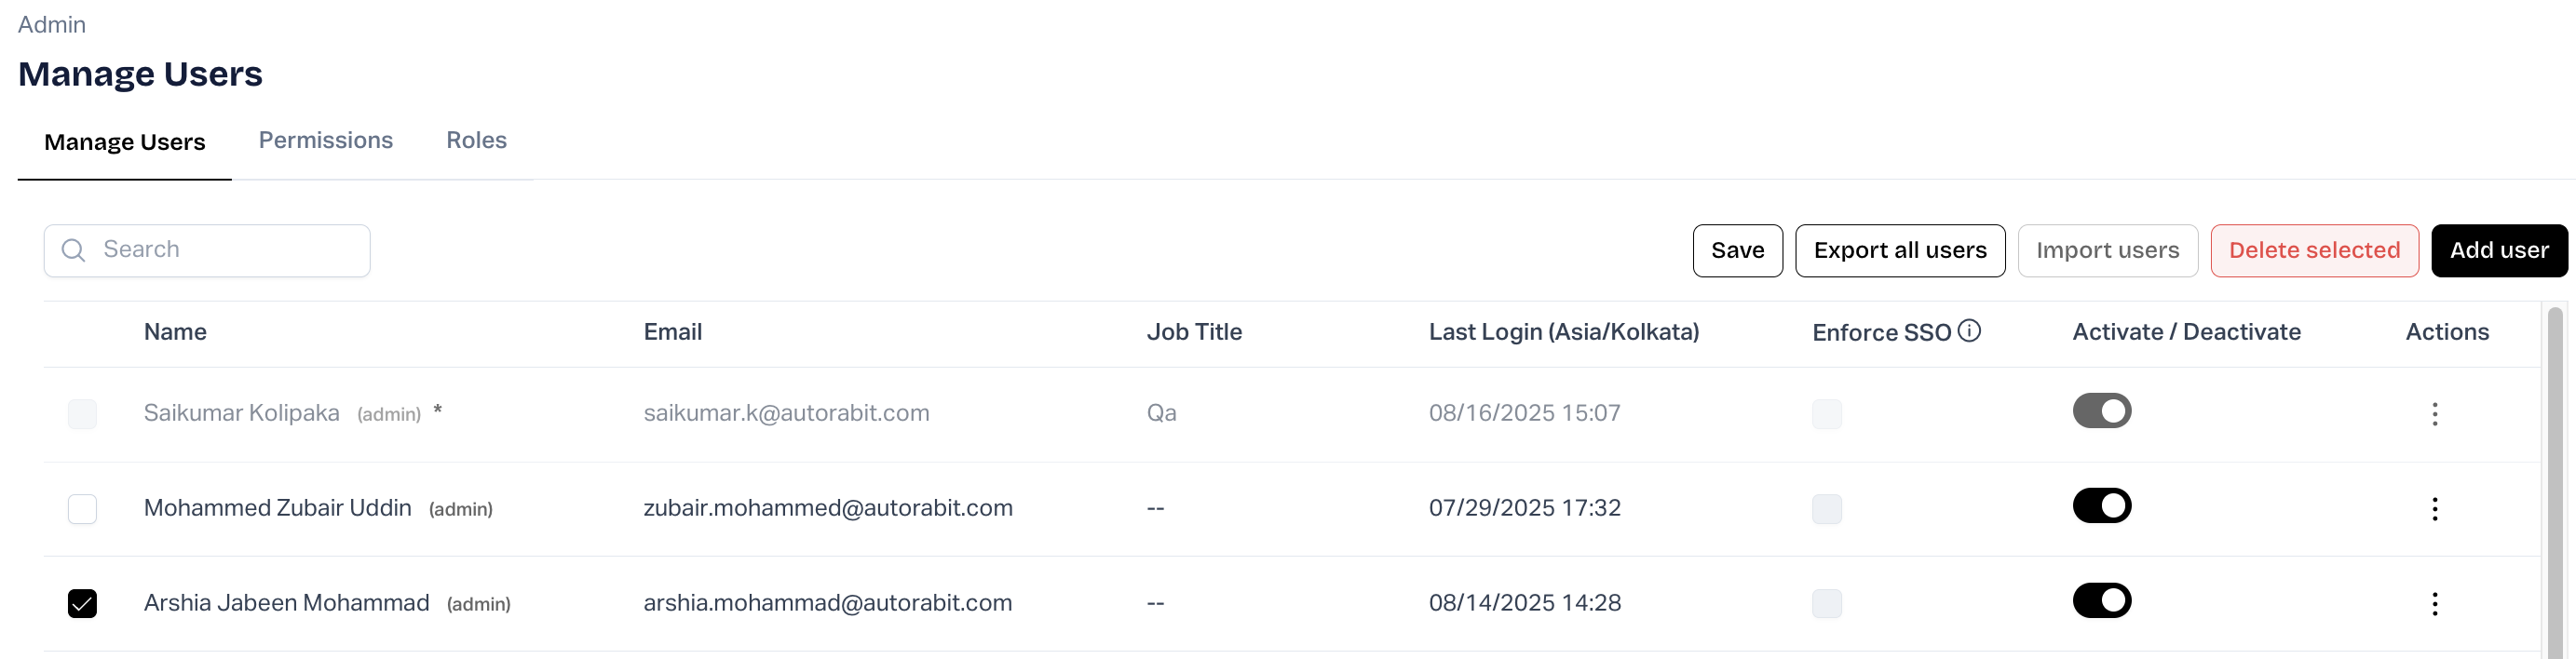 Admin
Manage Users
Manage Users Permissions Roles
Search Save Export all users Import users Delete selected Add user
Name Email Job Title Last Login (Asia/Kolkata) Enforce SSO Activate / Deactivate Actions
Saikumar Kolipaka (admin) * saikumar.k@autorabit.com Qa 08/16/2025 15:07
Mohammed Zubair Uddin (admin) zubair.mohammed@autorabit.com -- 07/29/2025 17:32
Arshia Jabeen Mohammad (admin) arshia.mohammad@autorabit.com -- 08/14/2025 14:28